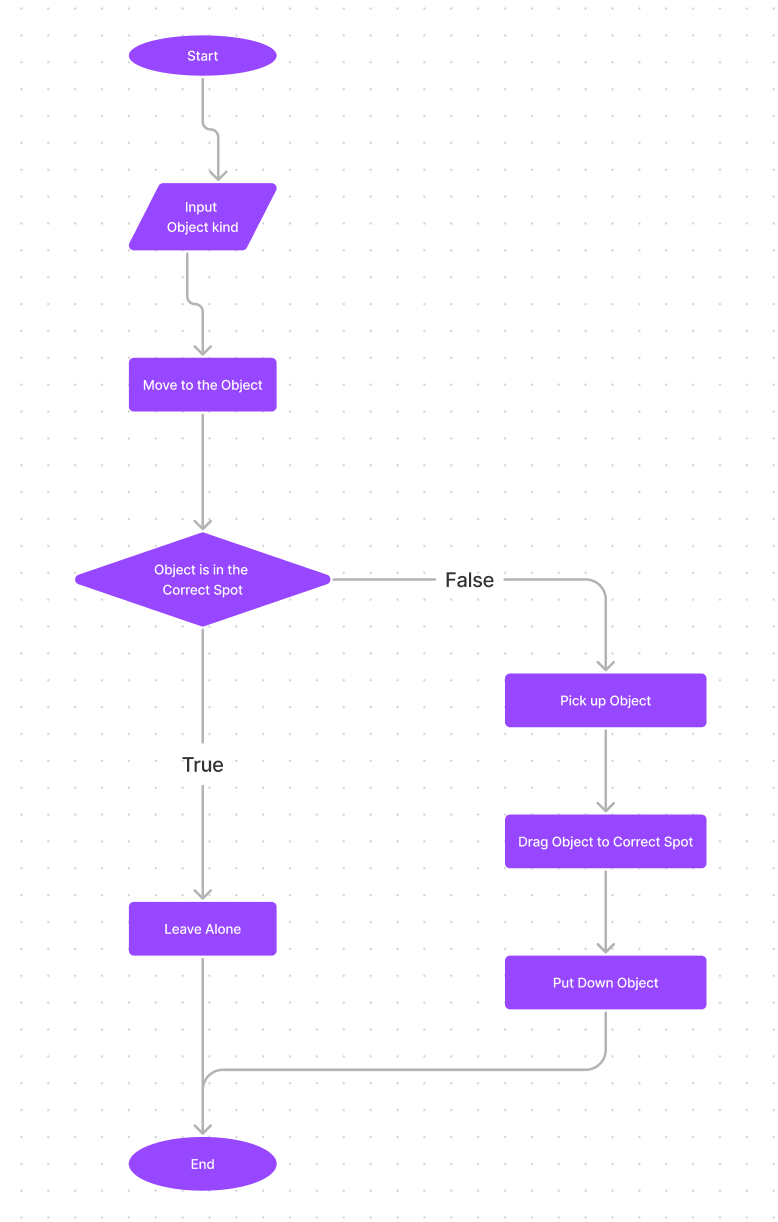 Start
Input
Object kind
Move to the Object
Object is in the
Correct Spot
False
Pick up Object
True
Drag Object to Correct Spot
Leave Alone
Put Down Object
End